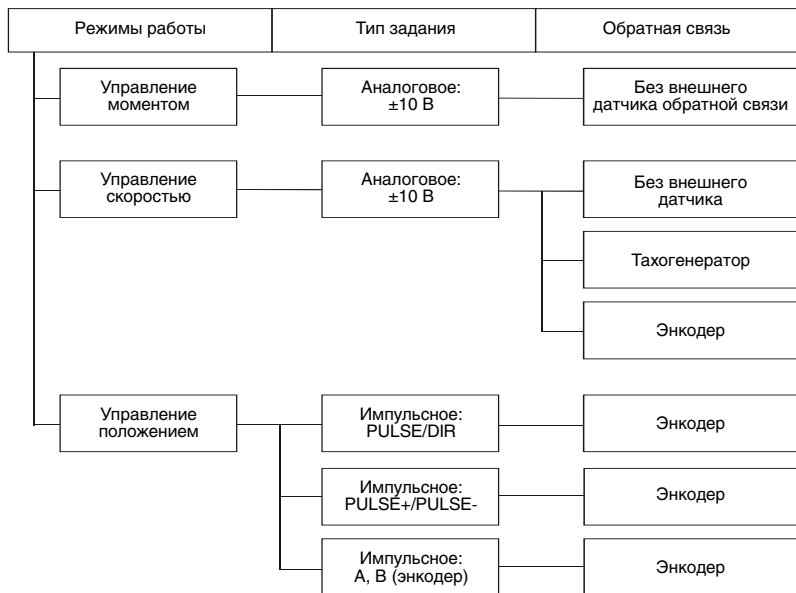 Режимы работы
Тип задания
Обратная связь
Управление
моментом
Аналоговое:
±10 В
Без внешнего
датчика обратной связи
Управление
скоростью
Аналоговое:
±10 В
Без внешнего
датчика
Тахогенератор
Энкодер
Управление
положением
Импульсное:
PULSE/DIR
Энкодер
Импульсное:
PULSE+/PULSE-
Энкодер
Импульсное:
A, B (энкодер)
Энкодер